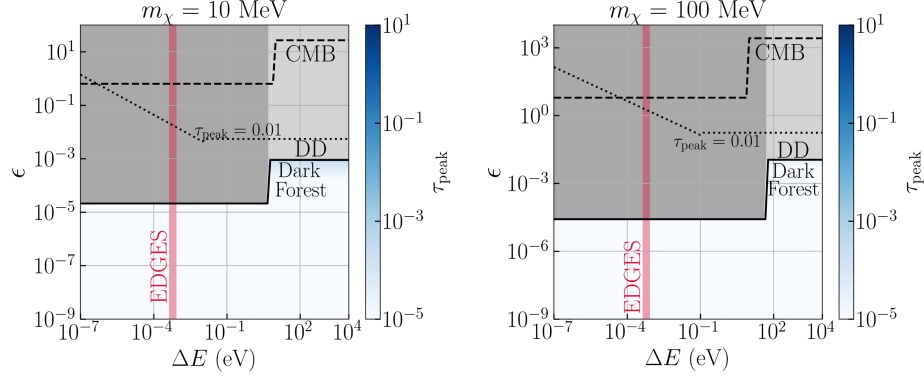 m_χ = 10 MeV
10^1
10^-1
10^-3
10^-5
10^-7
10^-9
ϵ
CMB
τ_peak = 0.01
DD
Dark
Forest
EDGES
10^-7
10^-4
10^-1
10^2
10^4
ΔE (eV)
10^1
10^-1
10^-3
10^-5
τ_peak
m_χ = 100 MeV
10^3
10^0
10^-3
10^-6
10^-9
ϵ
CMB
τ_peak = 0.01
DD
Dark
Forest
EDGES
10^-7
10^-4
10^-1
10^2
10^4
ΔE (eV)
10^1
10^-1
10^-3
10^-5
τ_peak